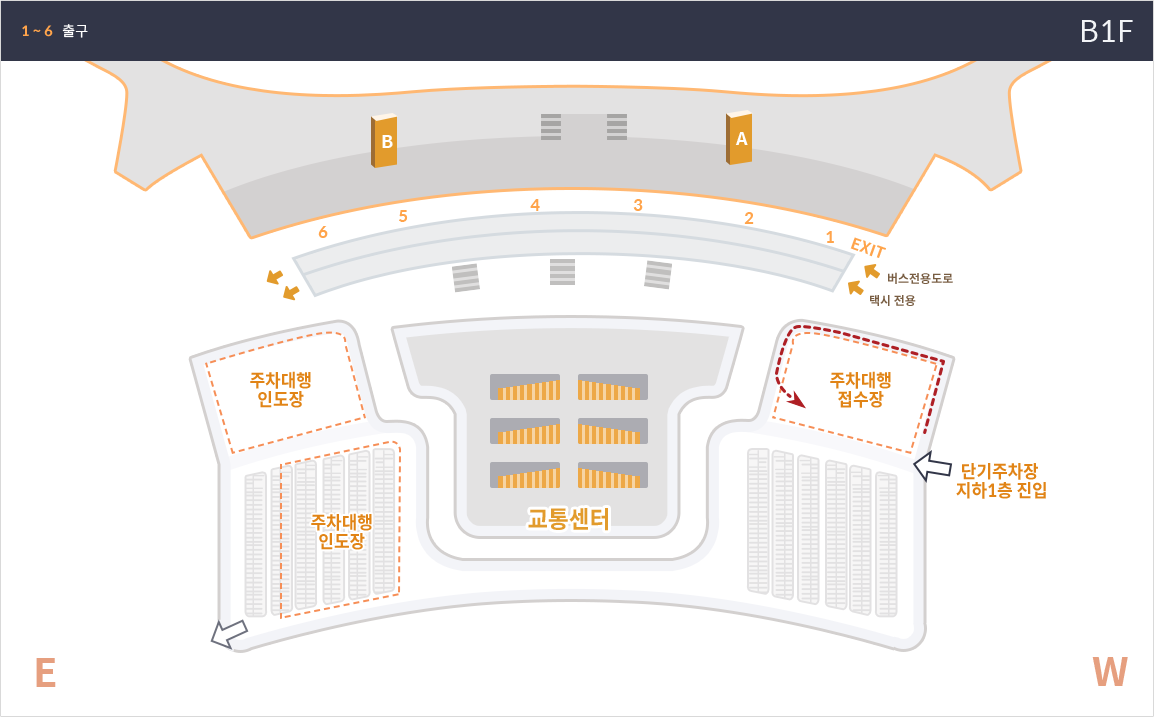 1 ~ 6 출구
B1F
B
A
6
5
4
3
2
1
EXIT
버스전용도로
택시 전용
주차대행
인도장
주차대행
접수장
단기주차장
지하1층 진입
주차대행
인도장
교통센터
E
W